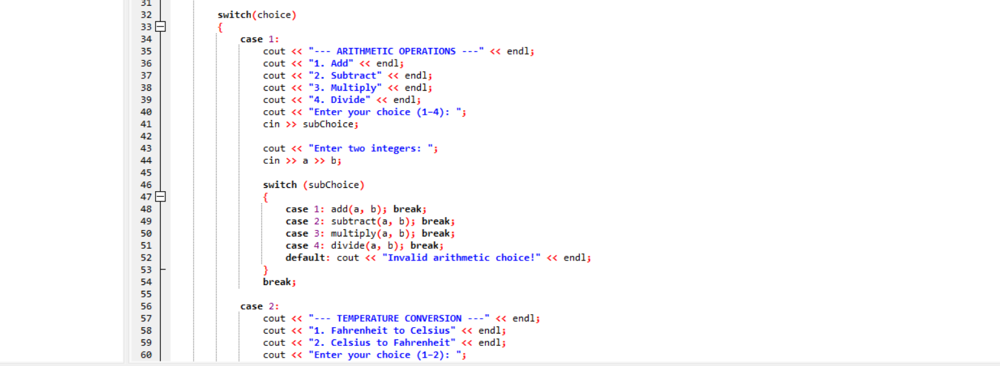 31
32 switch(choice)
33 {
34 case 1:
35 cout << "--- ARITHMETIC OPERATIONS ---" << endl;
36 cout << "1. Add" << endl;
37 cout << "2. Subtract" << endl;
38 cout << "3. Multiply" << endl;
39 cout << "4. Divide" << endl;
40 cout << "Enter your choice (1-4): ";
41 cin >> subChoice;
42
43 cout << "Enter two integers: ";
44 cin >> a >> b;
45
46 switch (subChoice)
47 {
48 case 1: add(a, b); break;
49 case 2: subtract(a, b); break;
50 case 3: multiply(a, b); break;
51 case 4: divide(a, b); break;
52 default: cout << "Invalid arithmetic choice!" << endl;
53 }
54 break;
55
56 case 2:
57 cout << "--- TEMPERATURE CONVERSION ---" << endl;
58 cout << "1. Fahrenheit to Celsius" << endl;
59 cout << "2. Celsius to Fahrenheit" << endl;
60 cout << "Enter your choice (1-2): ";